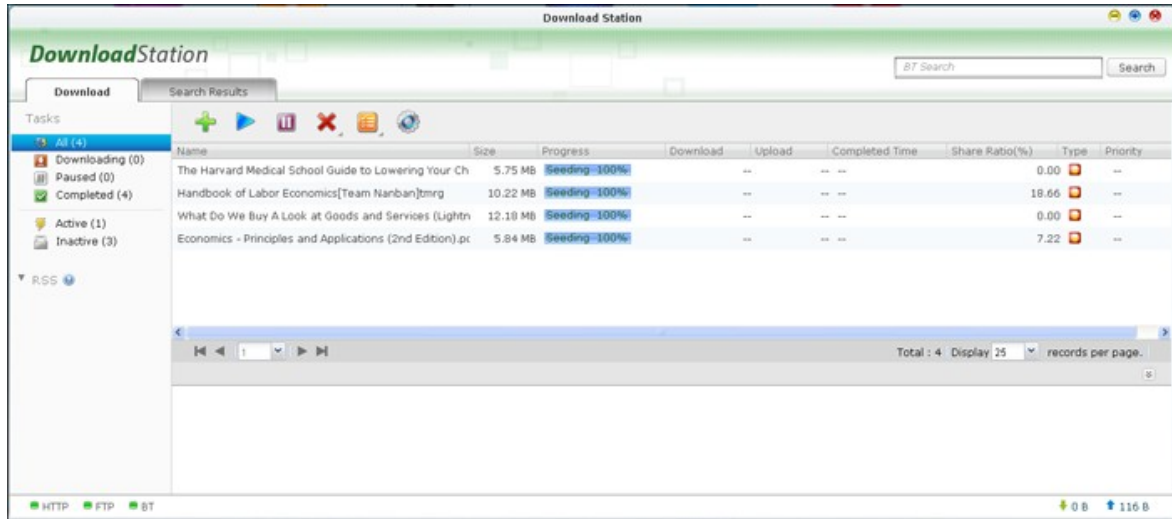 Download Station
DownloadStation
BT Search
Search
Download
Search Results
Tasks
All (4)
Downloading (0)
Paused (0)
Completed (4)
Active (1)
Inactive (3)
RSS
Name Size Progress Download Upload Completed Time Share Ratio(%) Type Priority
The Harvard Medical School Guide to Lowering Your Ch 5.75 MB Seeding 100% -- -- -- 0.00 --
Handbook of Labor Economics[Team Nanban]tmrg 10.22 MB Seeding 100% -- -- -- 18.66 --
What Do We Buy A Look at Goods and Services (Lightn 12.18 MB Seeding 100% -- -- -- 0.00 --
Economics - Principles and Applications (2nd Edition).pc 5.84 MB Seeding 100% -- -- -- 7.22 --
1
Total : 4 Display 25 records per page.
HTTP FTP BT
0 B 116 B